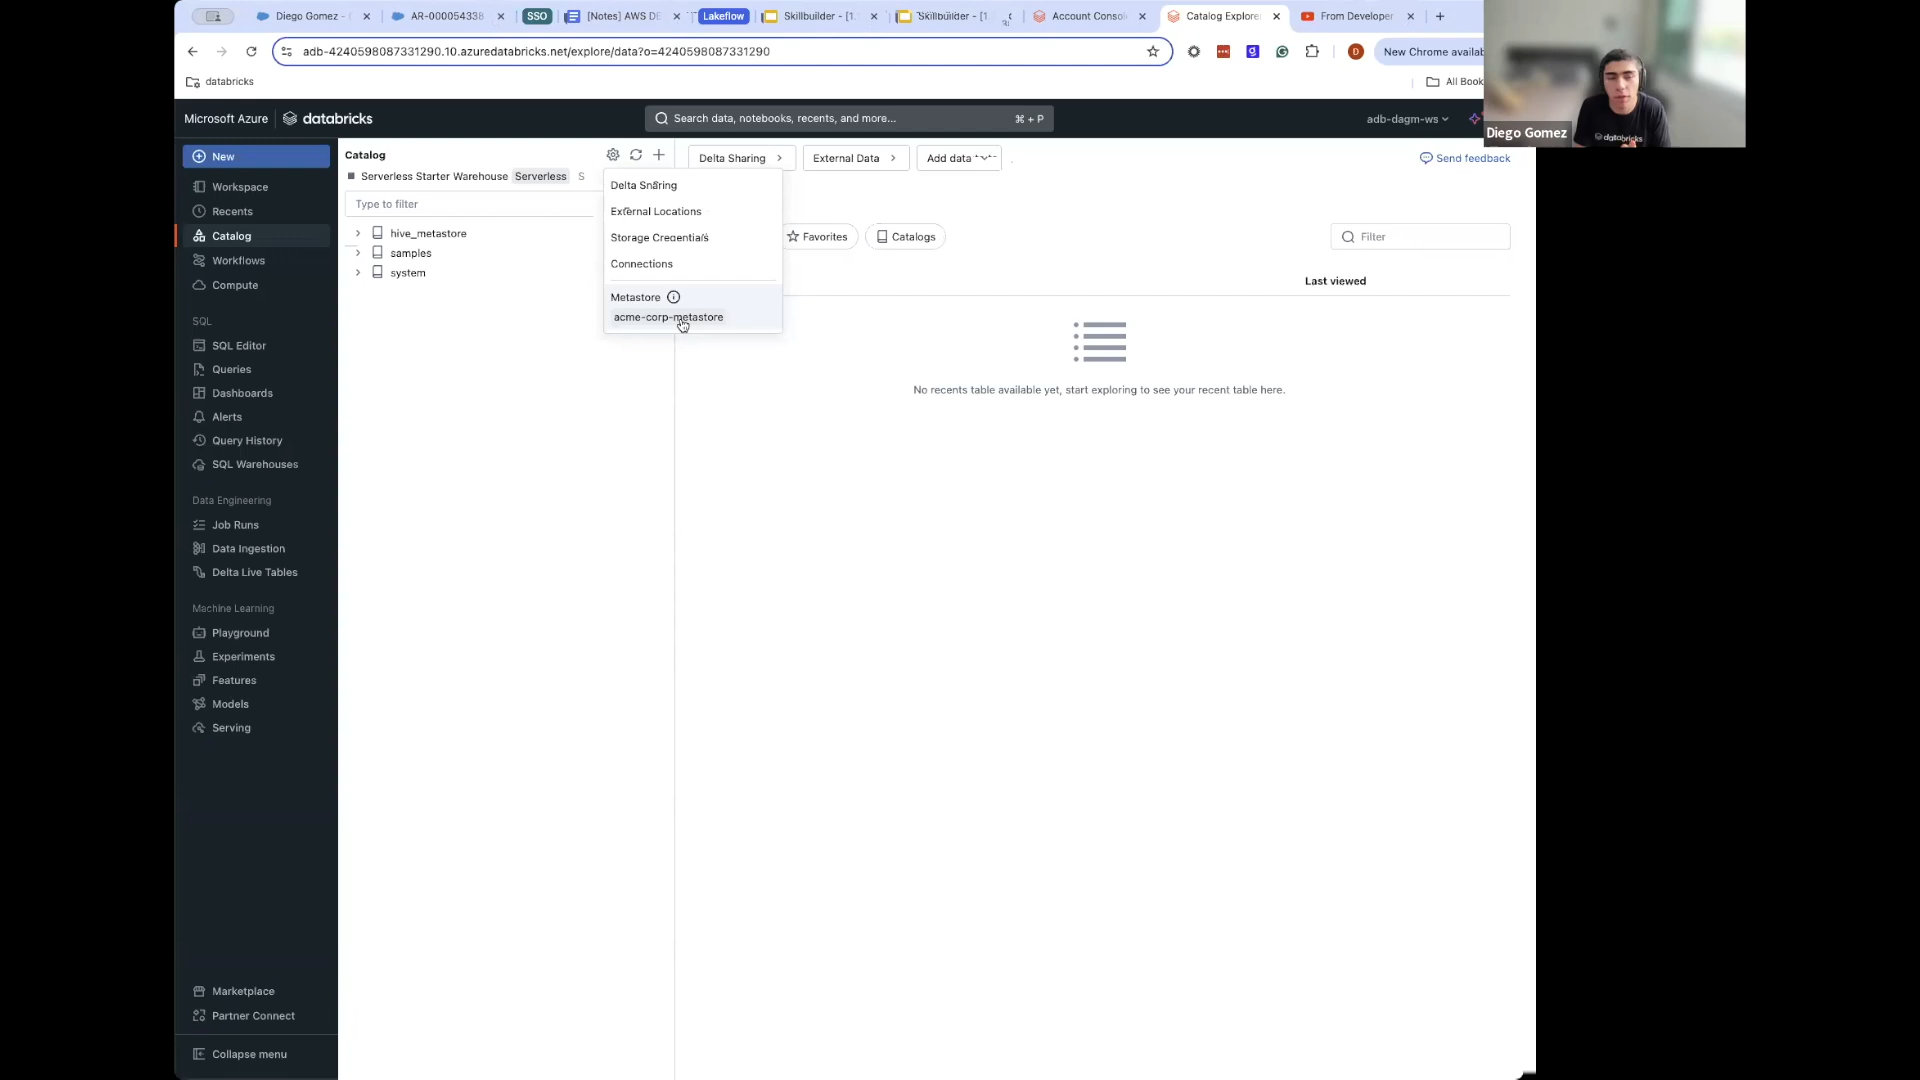 Diego Gomez -
AR-000054338
SSO
[Notes] AWS DE
Lakeflow
Skillbuilder - [1.
Skillbuilder - [1.
Account Consol
Catalog Explore
From Developer
adb-4240598087331290.10.azuredatabricks.net/explore/data?o=4240598087331290
D
New Chrome availab
databricks
All Book
Diego Gomez
databricks
Microsoft Azure
databricks
Search data, notebooks, recents, and more...
⌘ + P
adb-dagm-ws
New
Workspace
Recents
Catalog
Workflows
Compute
SQL
SQL Editor
Queries
Dashboards
Alerts
Query History
SQL Warehouses
Data Engineering
Job Runs
Data Ingestion
Delta Live Tables
Machine Learning
Playground
Experiments
Features
Models
Serving
Marketplace
Partner Connect
Collapse menu
Catalog
Serverless Starter Warehouse Serverless S
Type to filter
hive_metastore
samples
system
Delta Sharing
External Locations
Storage Credentials
Connections
Metastore
acme-corp-metastore
Delta Sharing
External Data
Add data
Send feedback
Favorites
Catalogs
Filter
Last viewed
No recents table available yet, start exploring to see your recent table here.